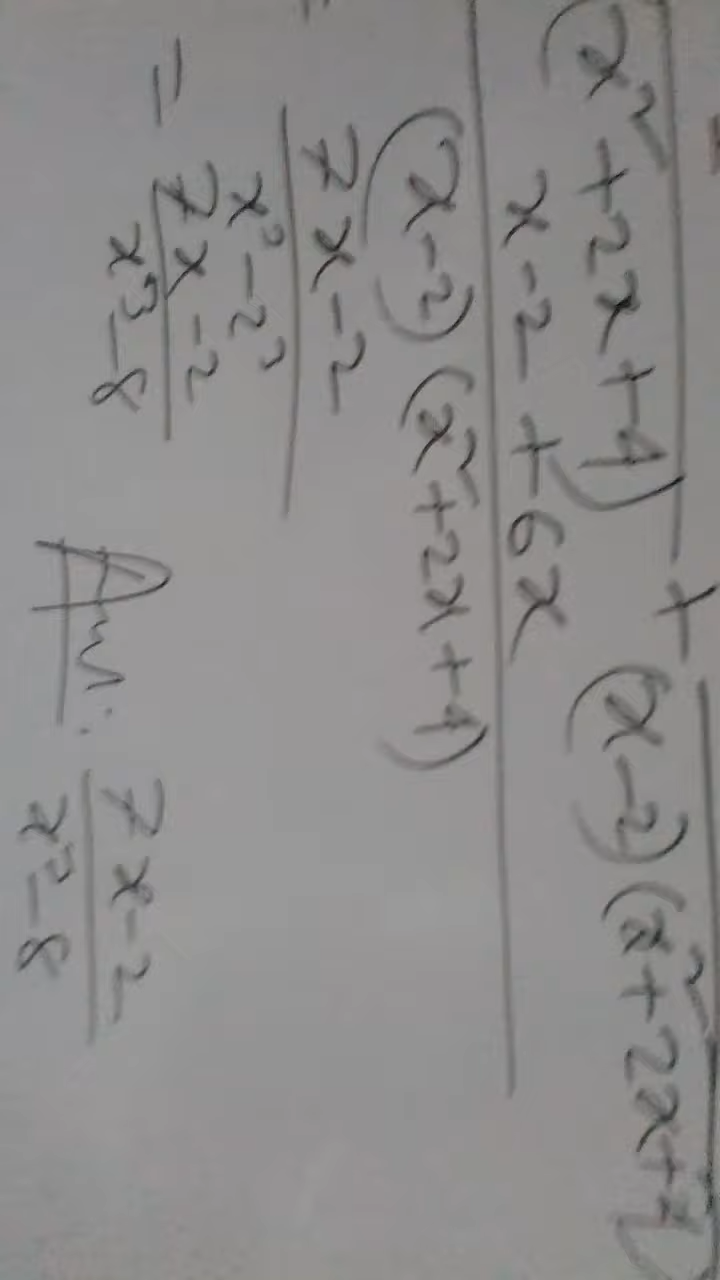 (x²+2x+4) + (x-2)(x²+2x+4)
x-2+6x
(x-2)(x²+2x+4)
7x-2
x³-2³
= 7x-2
x³-8
Ans: 7x-2
x³-8